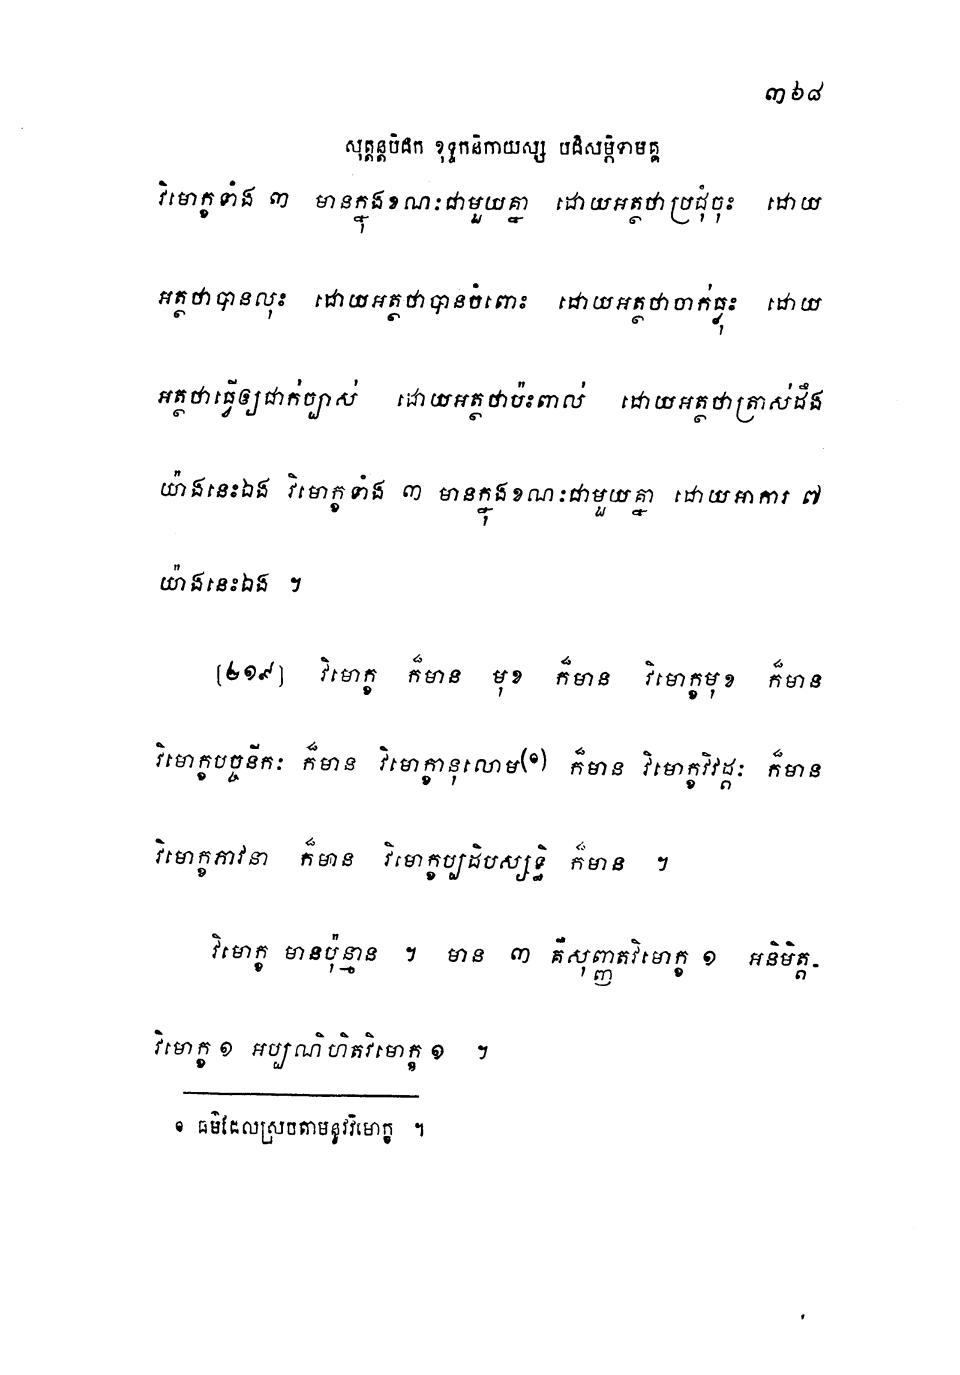 ៣៦៨
សុត្តន្តបិដក ខុទ្ទកនិកាយស្ស បដិសម្ភិទាមគ្គ
វិមោក្ខទាំង ៣ មានក្នុងខណៈជាមួយគ្នា ដោយអត្ថថាប្រជុំចុះ ដោយ
អត្ថថាបានលុះ ដោយអត្ថថាបានចំពោះ ដោយអត្ថថាចាក់ធ្លុះ ដោយ
អត្ថថាធ្វើឲ្យជាក់ច្បាស់ ដោយអត្ថថាប៉ះពាល់ ដោយអត្ថថាត្រាស់ដឹង
យ៉ាងនេះឯង វិមោក្ខទាំង ៣ មានក្នុងខណៈជាមួយគ្នា ដោយអាការ ៧
យ៉ាងនេះឯង ។
[២១៩] វិមោក្ខ ក៏មាន មុខ ក៏មាន វិមោក្ខមុខ ក៏មាន
វិមោក្ខបច្ចនីកៈ ក៏មាន វិមោក្ខានុលោម(១) ក៏មាន វិមោក្ខវិវដ្តៈ ក៏មាន
វិមោក្ខភាវនា ក៏មាន វិមោក្ខប្បដិបស្សទ្ធិ ក៏មាន ។
វិមោក្ខ មានប៉ុន្មាន ។ មាន ៣ គឺសុញ្ញតវិមោក្ខ ១ អនិមិត្ត-
វិមោក្ខ ១ អប្បណិហិតវិមោក្ខ ១ ។
១ ធម៌ដែលស្របតាមនូវវិមោក្ខ ។